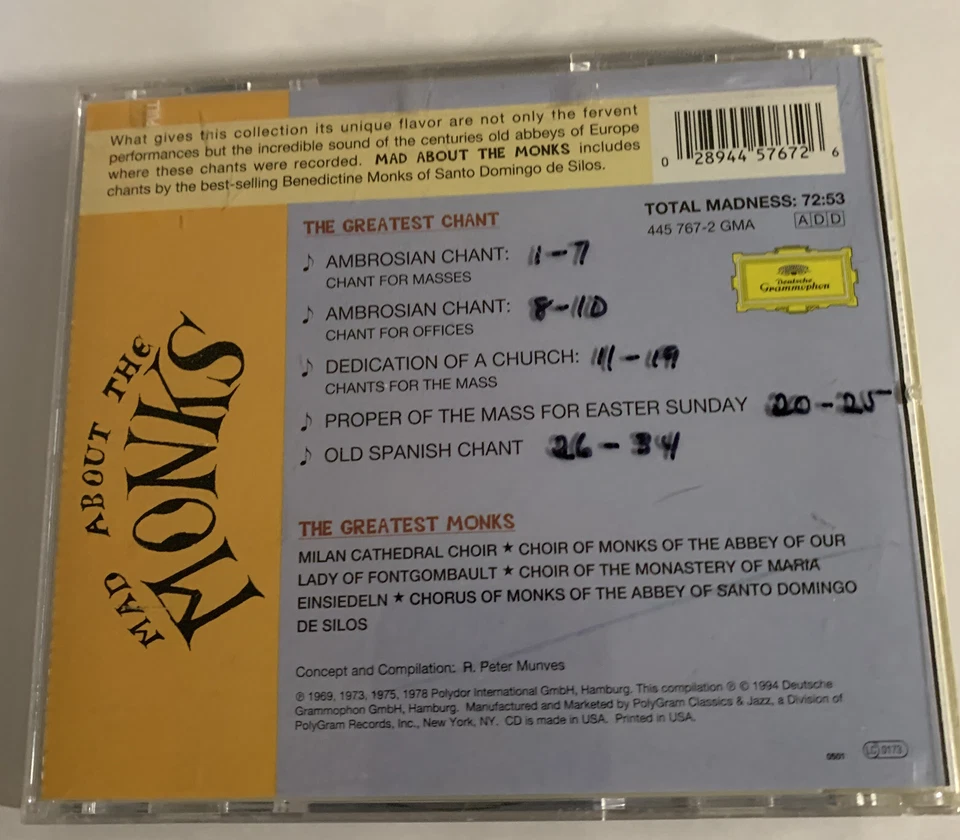 What gives this collection its unique flavor are not only the fervent
performances but the incredible sound of the centuries old abbeys of Europe
where these chants were recorded. MAD ABOUT THE MONKS includes
chants by the best-selling Benedictine Monks of Santo Domingo de Silos.
0 28944 57672 6
MAD ABOUT THE
MONKS
THE GREATEST CHANT
TOTAL MADNESS: 72:53
445 767-2 GMA ADD
Deutsche
Grammophon
♪ AMBROSIAN CHANT: 1-7
CHANT FOR MASSES
♪ AMBROSIAN CHANT: 8-10
CHANT FOR OFFICES
♪ DEDICATION OF A CHURCH: 11-19
CHANTS FOR THE MASS
♪ PROPER OF THE MASS FOR EASTER SUNDAY 20-25
♪ OLD SPANISH CHANT 26-34
THE GREATEST MONKS
MILAN CATHEDRAL CHOIR ★ CHOIR OF MONKS OF THE ABBEY OF OUR
LADY OF FONTGOMBAULT ★ CHOIR OF THE MONASTERY OF MARIA
EINSIEDELN ★ CHORUS OF MONKS OF THE ABBEY OF SANTO DOMINGO
DE SILOS
Concept and Compilation: R. Peter Munves
℗ 1969, 1973, 1975, 1978 Polydor International GmbH, Hamburg. This compilation ℗ © 1994 Deutsche
Grammophon GmbH, Hamburg. Manufactured and Marketed by PolyGram Classics & Jazz, a Division of
PolyGram Records, Inc., New York, NY. CD is made in USA. Printed in USA.
LC 0173